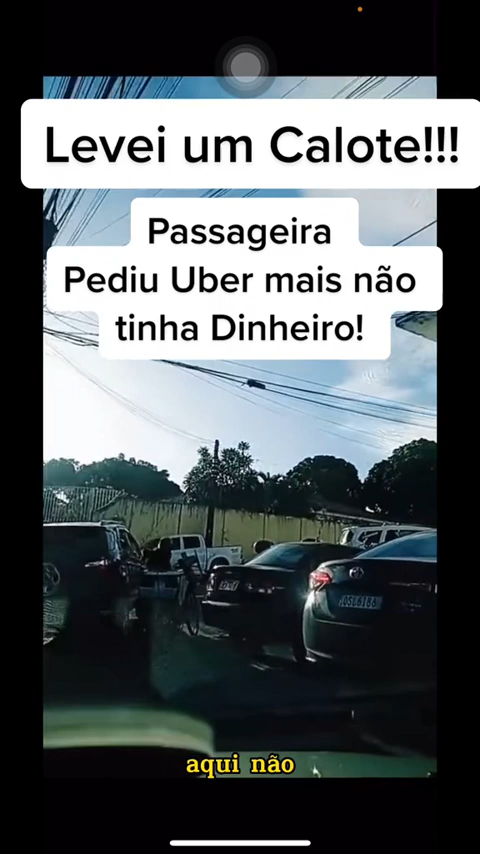 Levei um Calote!!!
Passageira
Pediu Uber mais não
tinha Dinheiro!
aqui não